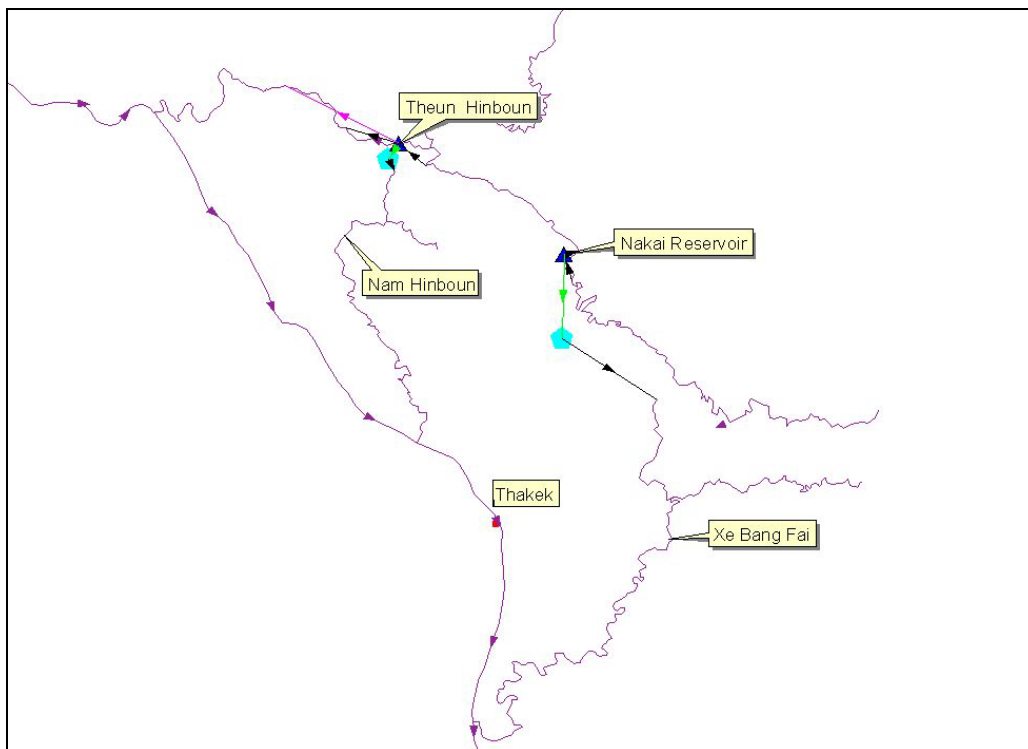 Theun Hinboun
Nakai Reservoir
Nam Hinboun
Thakek
Xe Bang Fai